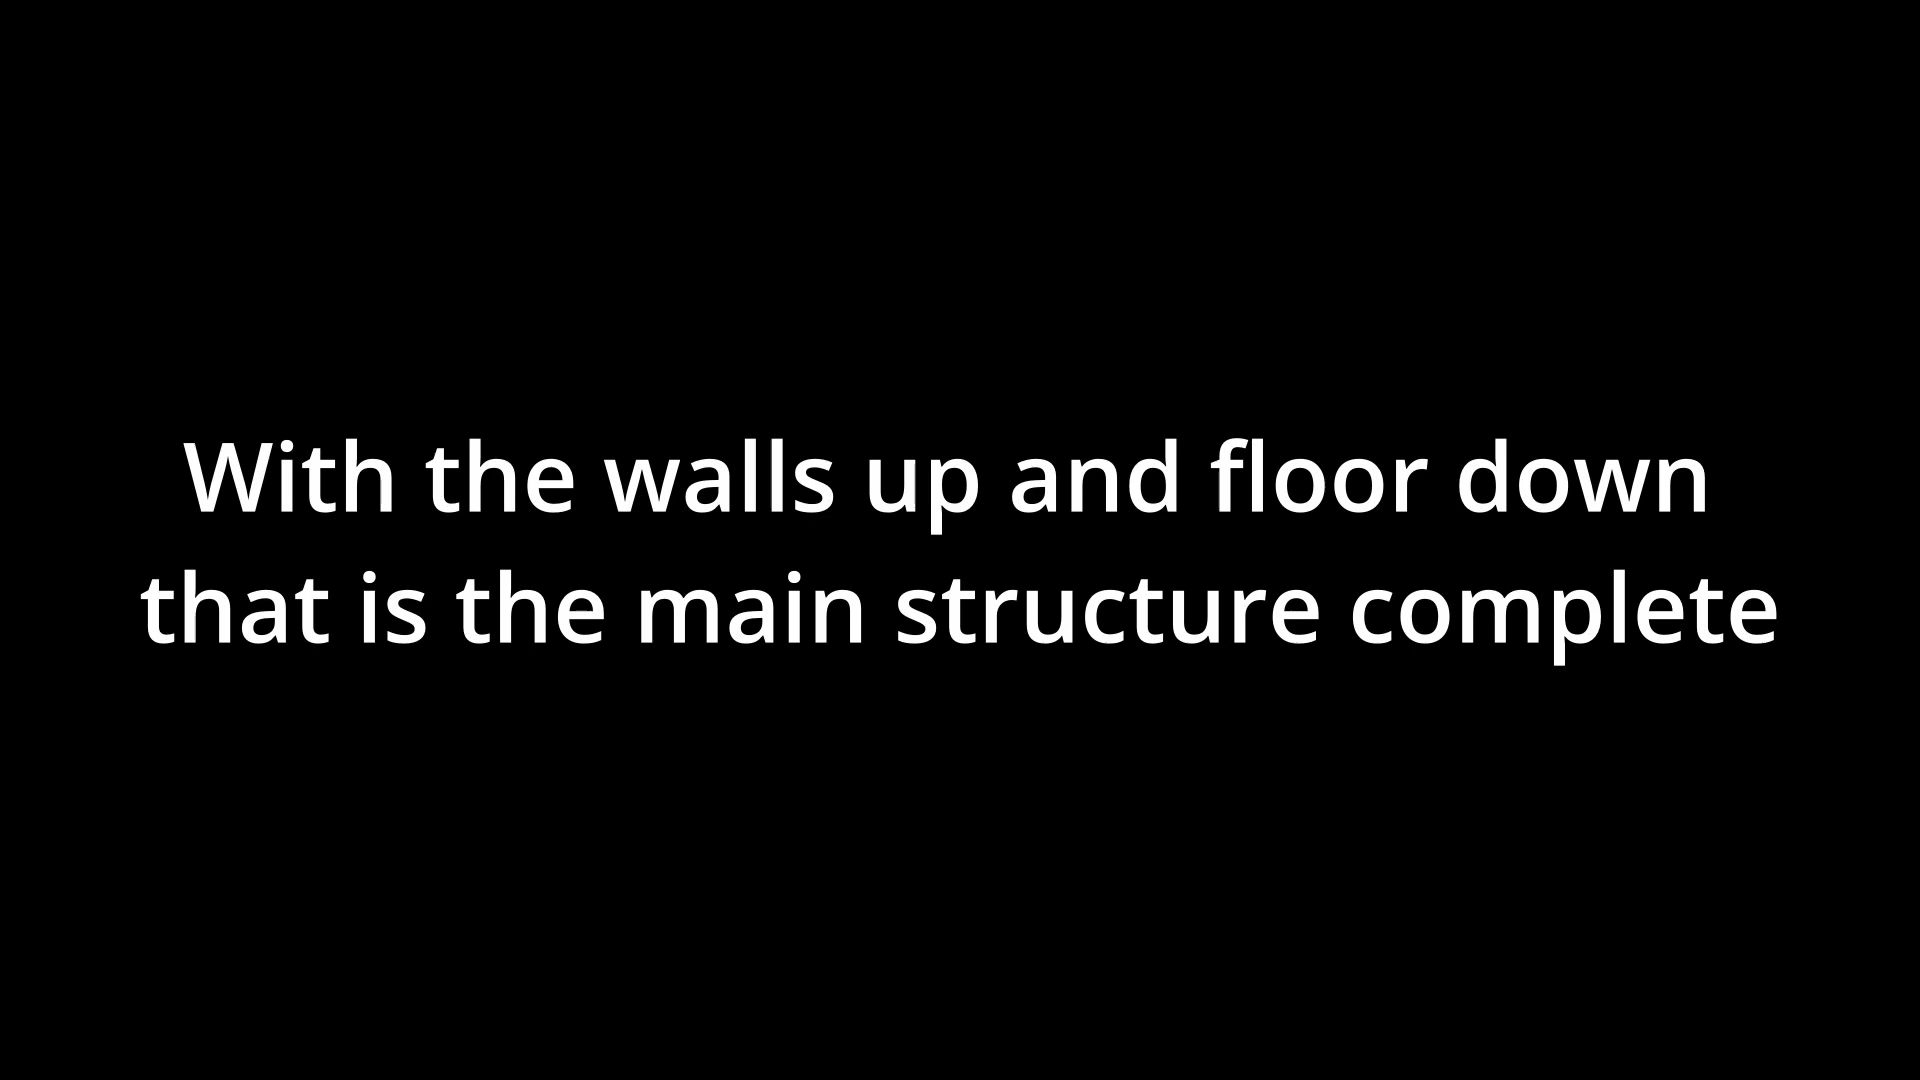 With the walls up and floor down
that is the main structure complete